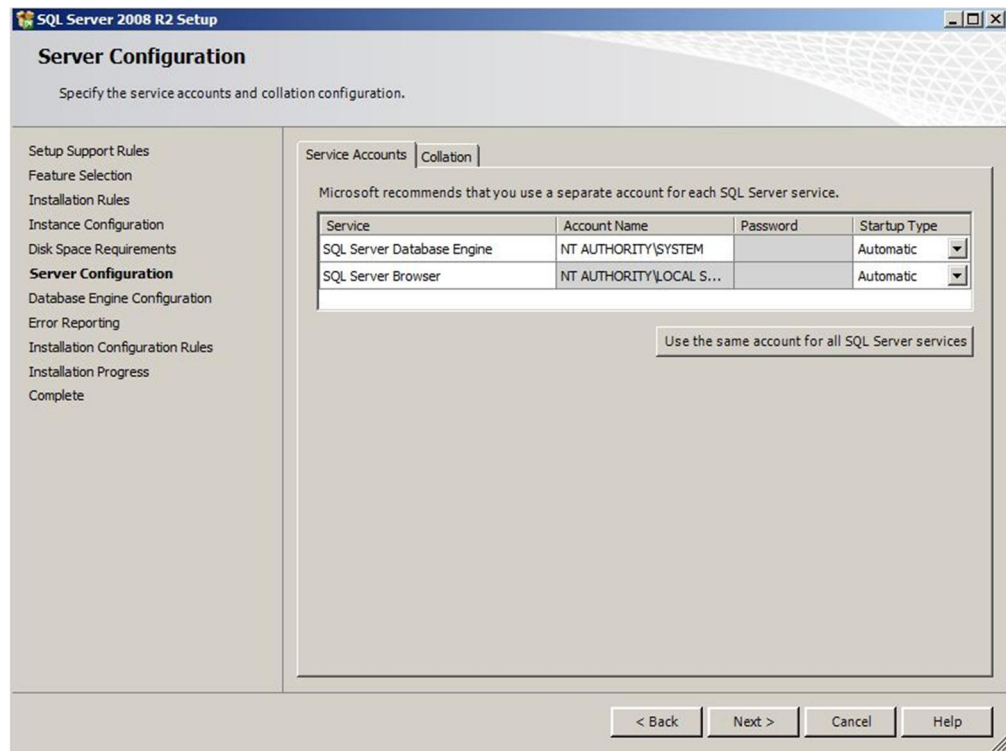 SQL Server 2008 R2 Setup
Server Configuration
Specify the service accounts and collation configuration.
Setup Support Rules
Feature Selection
Installation Rules
Instance Configuration
Disk Space Requirements
Server Configuration
Database Engine Configuration
Error Reporting
Installation Configuration Rules
Installation Progress
Complete
Service Accounts Collation
Microsoft recommends that you use a separate account for each SQL Server service.
Service Account Name Password Startup Type
SQL Server Database Engine NT AUTHORITY\SYSTEM Automatic
SQL Server Browser NT AUTHORITY\LOCAL S... Automatic
Use the same account for all SQL Server services
< Back Next > Cancel Help